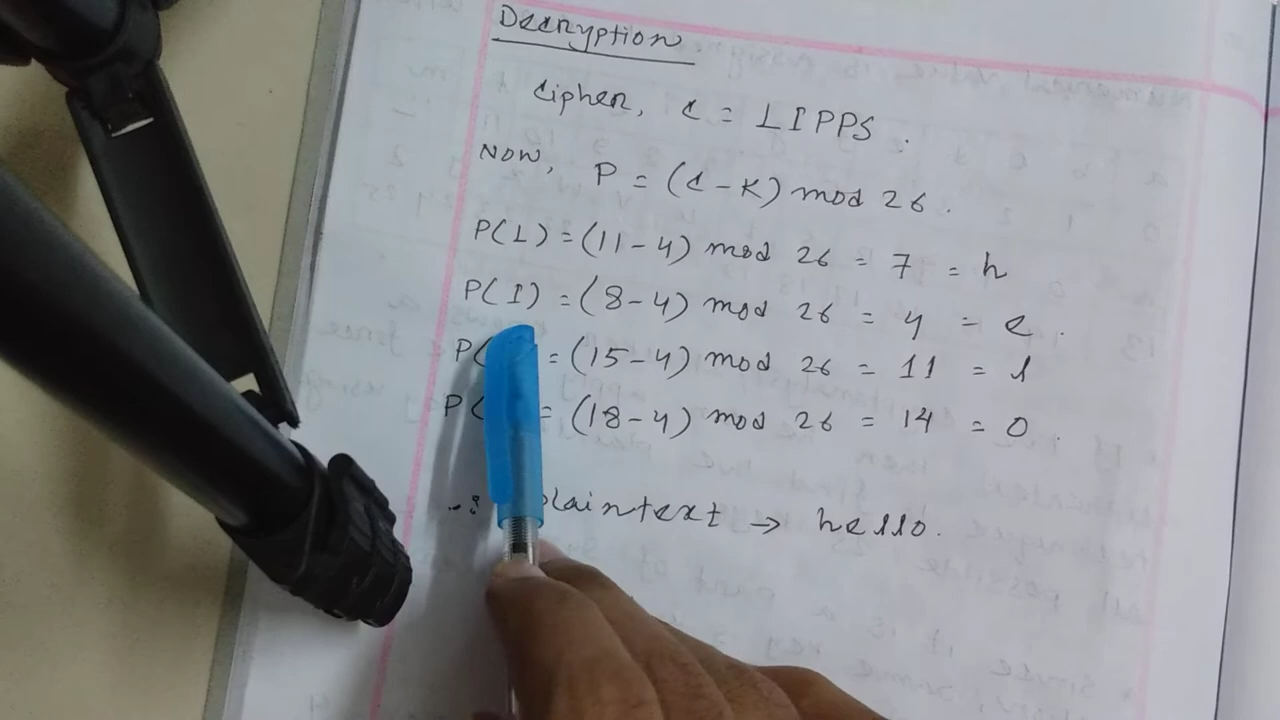 Decryption
Cipher, C = LIPPS.
Now, P = (C-K) mod 26.
P(L) = (11-4) mod 26 = 7 = h
P(I) = (8-4) mod 26 = 4 = e.
P( = (15-4) mod 26 = 11 = l
P( = (18-4) mod 26 = 14 = o.
∴ plaintext → hello.